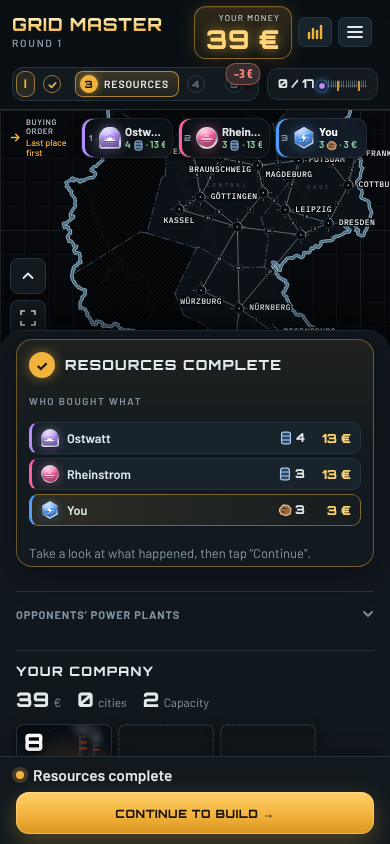 GRID MASTER
ROUND 1
YOUR MONEY
39 €
-3 €
3 RESOURCES
4
0 / 17
BUYING ORDER
Last place first
1 Ostw...
4 · 13 €
2 Rhein...
3 · 13 €
3 You
3 · 3 €
POTSDAM
BRAUNSCHWEIG
MAGDEBURG
CENTRAL
EAST
GÖTTINGEN
KASSEL
LEIPZIG
DRESDEN
WÜRZBURG
NÜRNBERG
RESOURCES COMPLETE
WHO BOUGHT WHAT
Ostwatt 4 13 €
Rheinstrom 3 13 €
You 3 3 €
Take a look at what happened, then tap “Continue”.
OPPONENTS’ POWER PLANTS
YOUR COMPANY
39 € 0 cities 2 Capacity
8
Resources complete
CONTINUE TO BUILD →